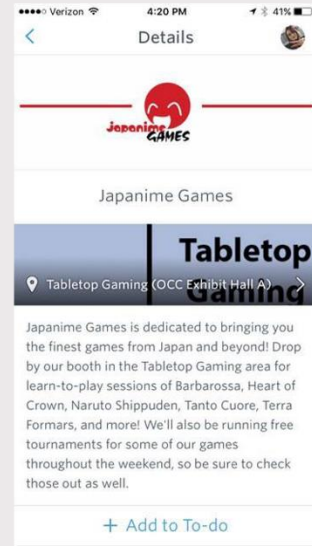 Verizon 4:20 PM 41%
Details
Japanime
GAMES
Japanime Games
Tabletop
Gaming
Tabletop Gaming (OCC Exhibit Hall A)
Japanime Games is dedicated to bringing you
the finest games from Japan and beyond! Drop
by our booth in the Tabletop Gaming area for
learn-to-play sessions of Barbarossa, Heart of
Crown, Naruto Shippuden, Tanto Cuore, Terra
Formars, and more! We'll also be running free
tournaments for some of our games
throughout the weekend, so be sure to check
those out as well.
+ Add to To-do